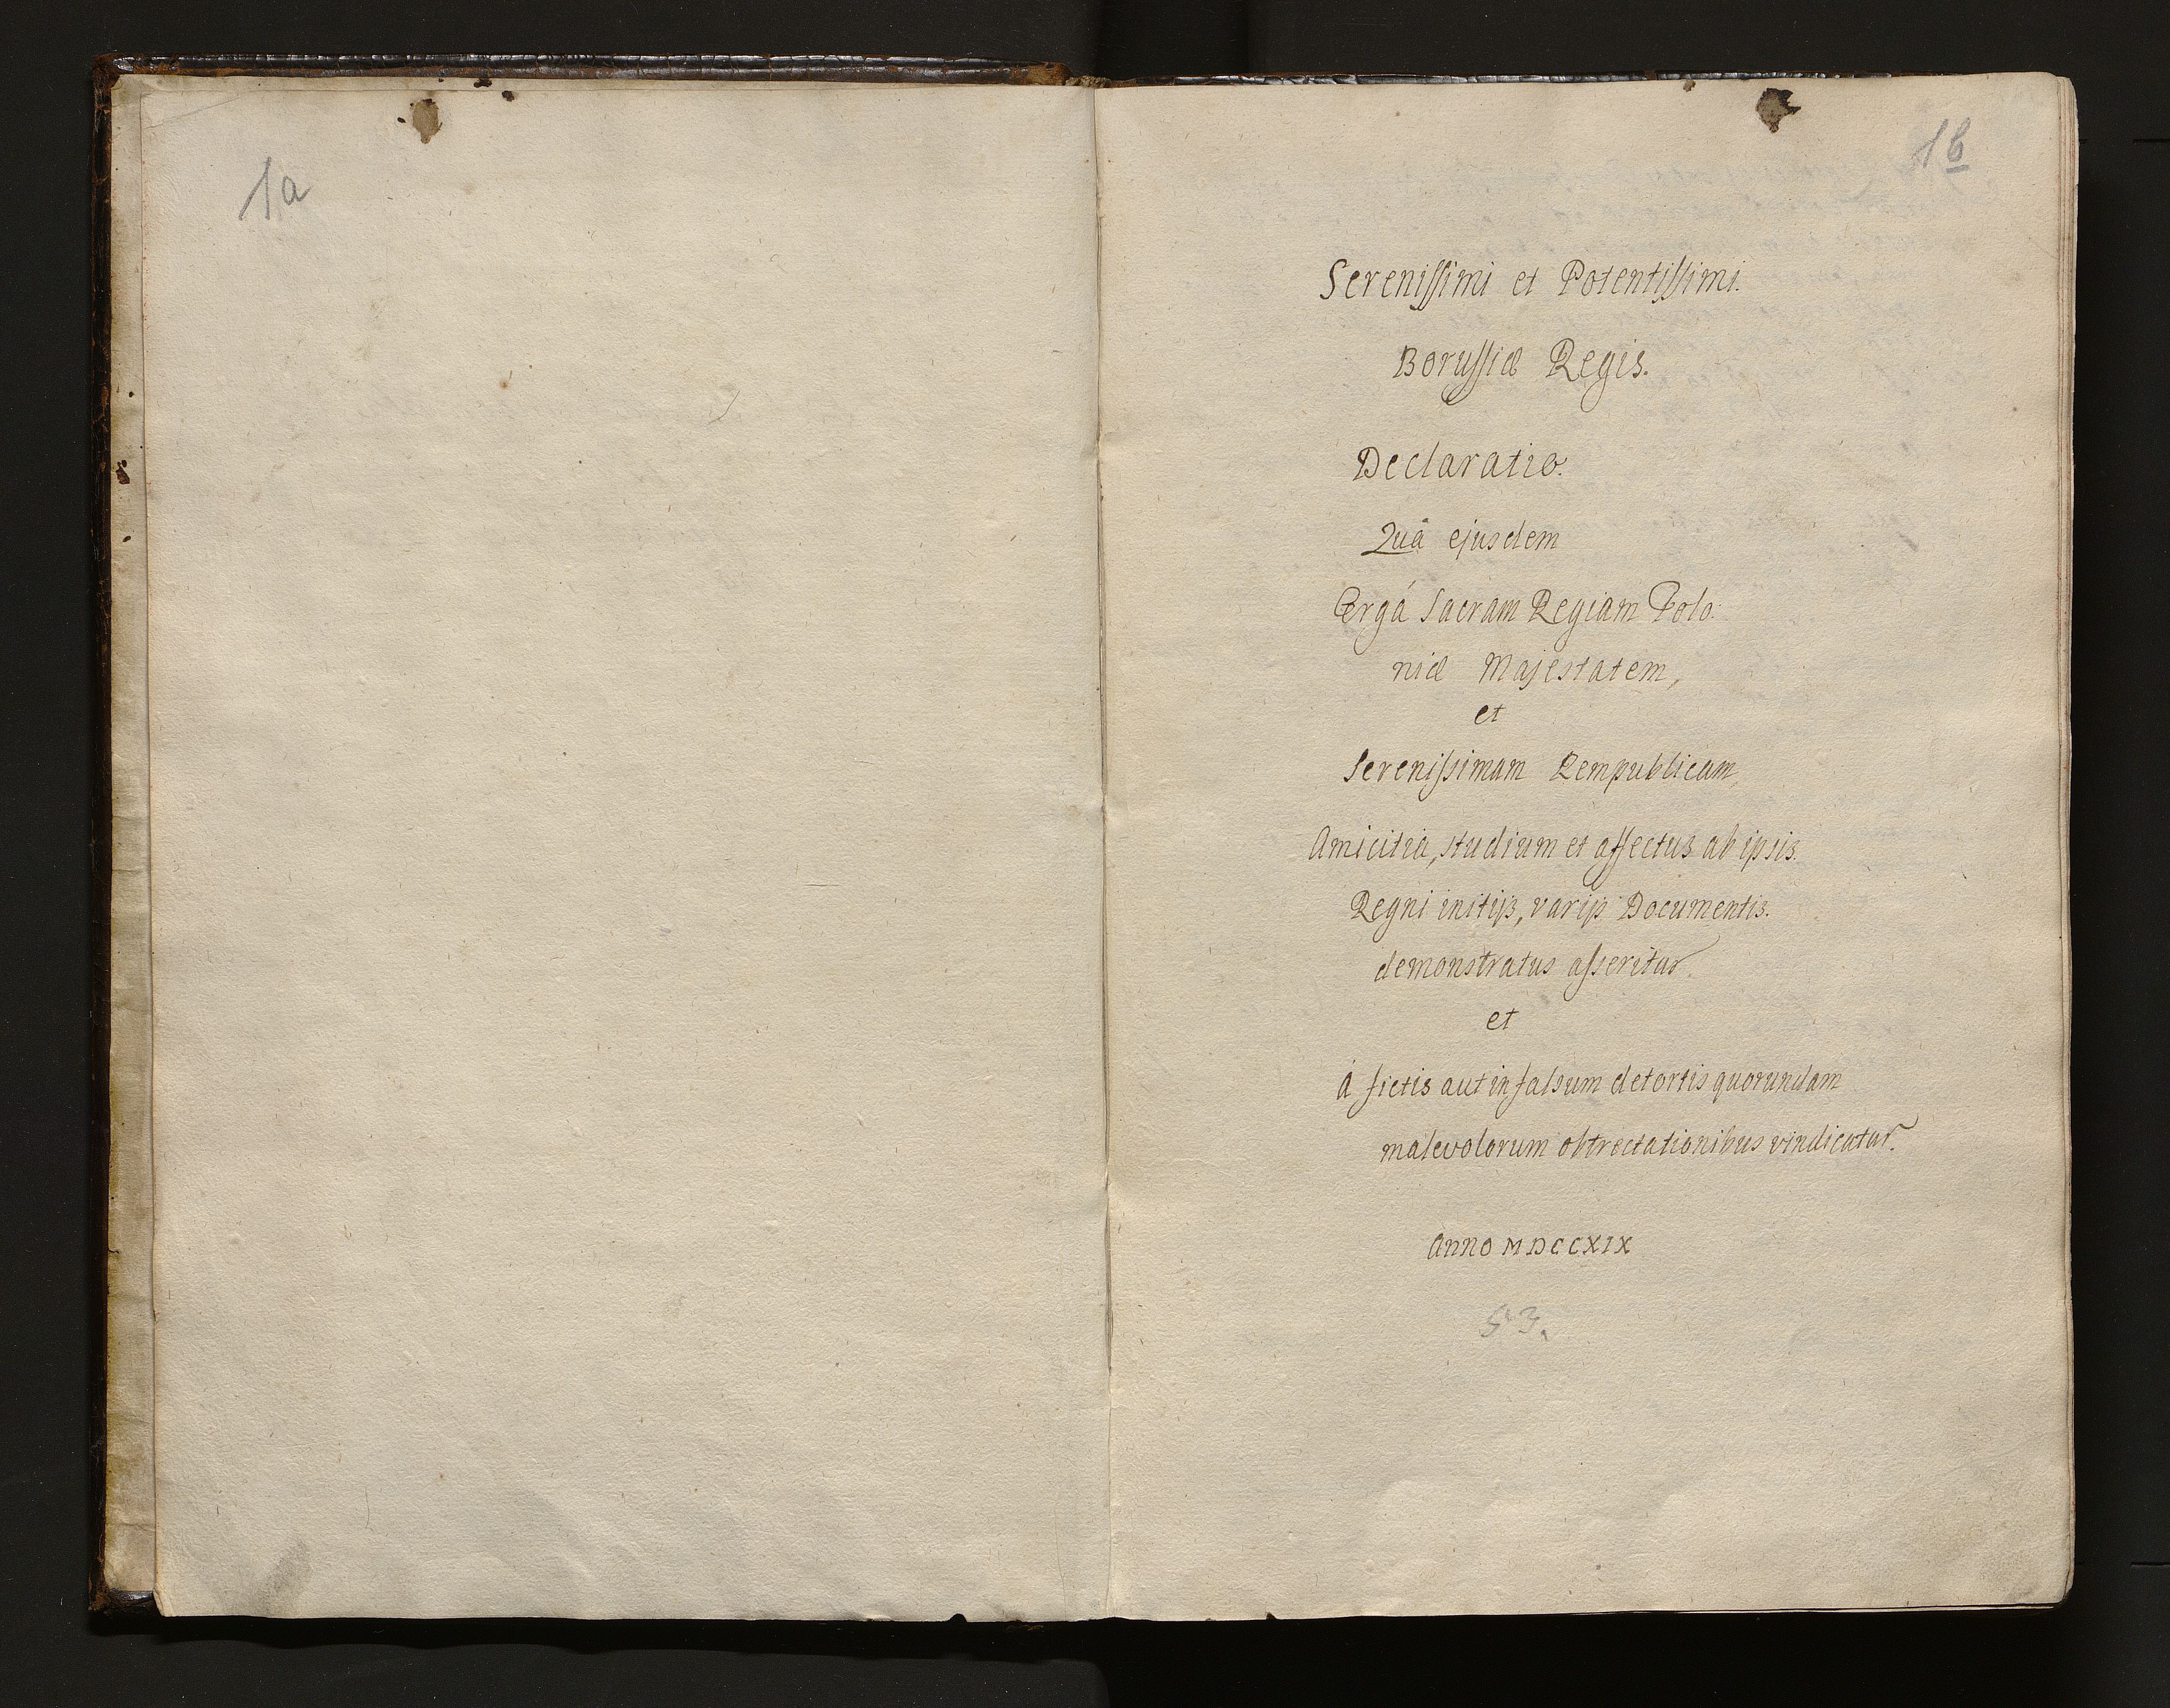 1a
1b
Serenissimi et Potentissimi.
Borussiæ Regis.
Declaratio.
Quâ ejusdem
Ergá Sacram Regiam Polo:
niæ Majestatem,
et
Serenissimam Rempublicam,
Amicitia, studium et affectus ab ipsis.
Regni initijs, varijs Documentis.
demonstratus asseritur
et
á fictis aut in falsum detortis quorundam
malevolorum obtrectationibus vindicatur.
Anno MDCCXIX
53.